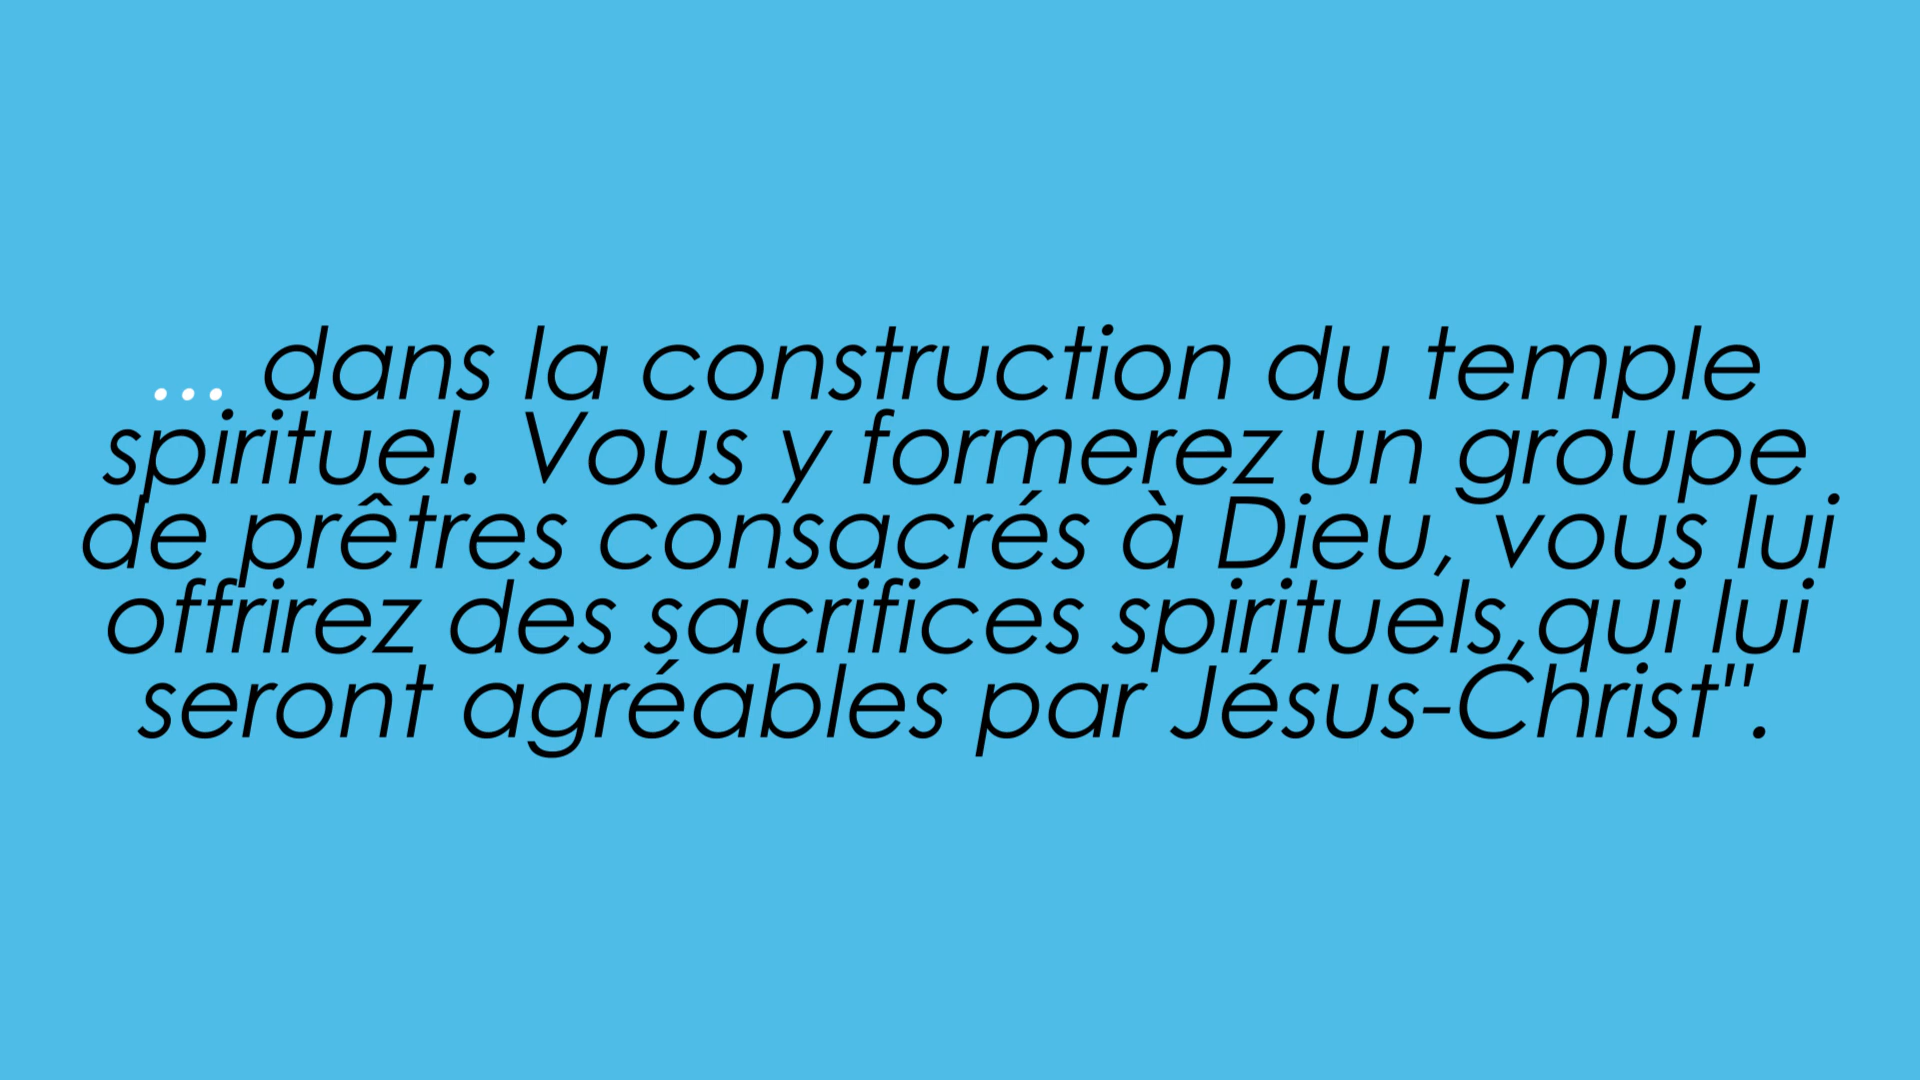 ... dans la construction du temple
spirituel. Vous y formerez un groupe
de prêtres consacrés à Dieu, vous lui
offrirez des sacrifices spirituels,qui lui
seront agréables par Jésus-Christ".